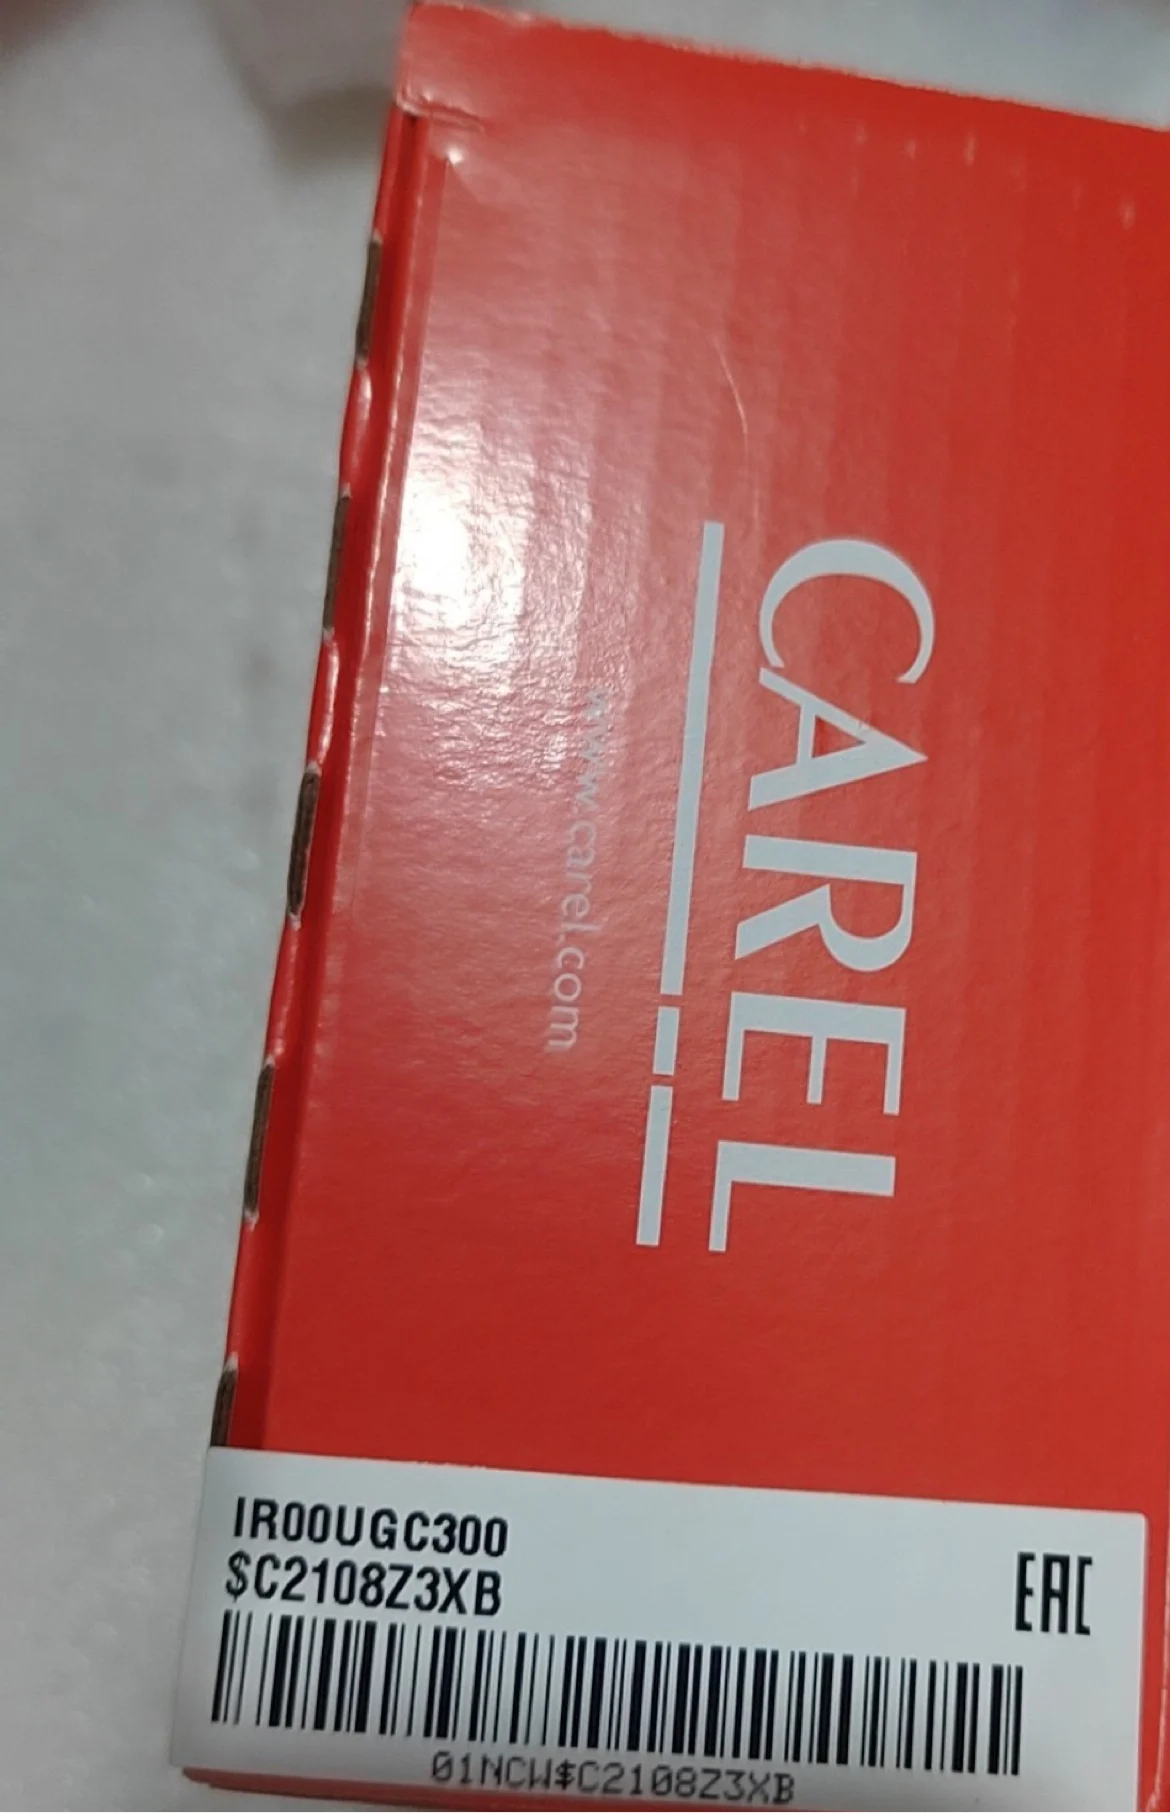 CAREL
www.carel.com
IR00UGC300
$C2108Z3XB
EAC
01NCW$C2108Z3XB